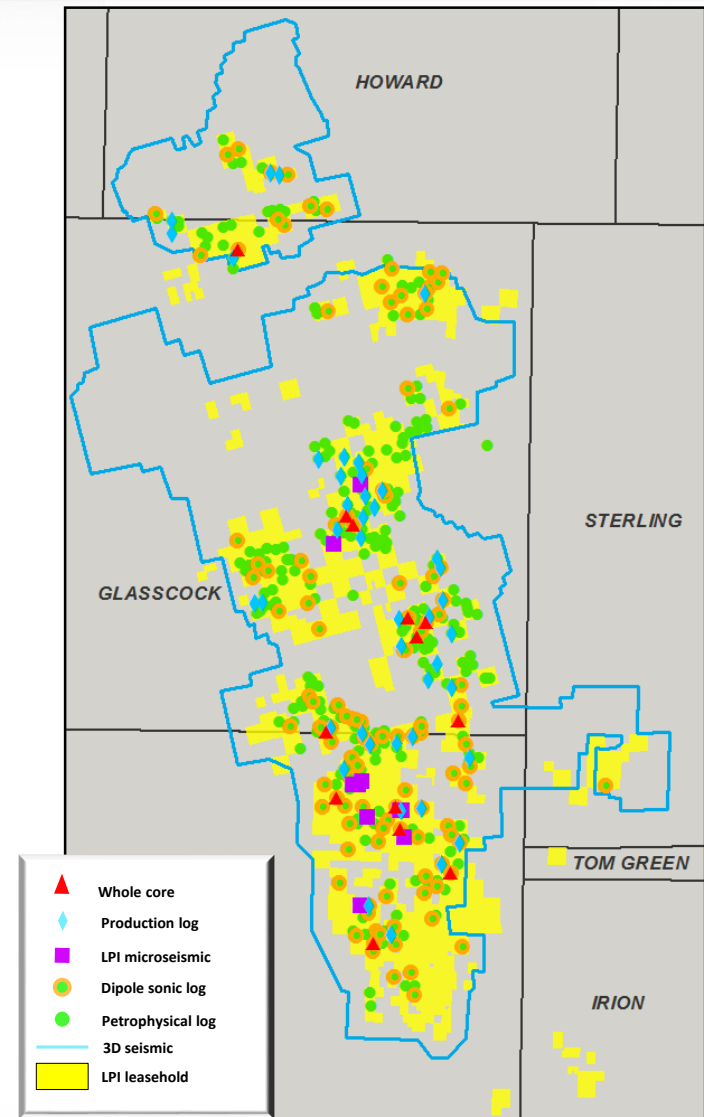 HOWARD
STERLING
GLASSCOCK
TOM GREEN
IRION
Whole core
Production log
LPI microseismic
Dipole sonic log
Petrophysical log
3D seismic
LPI leasehold